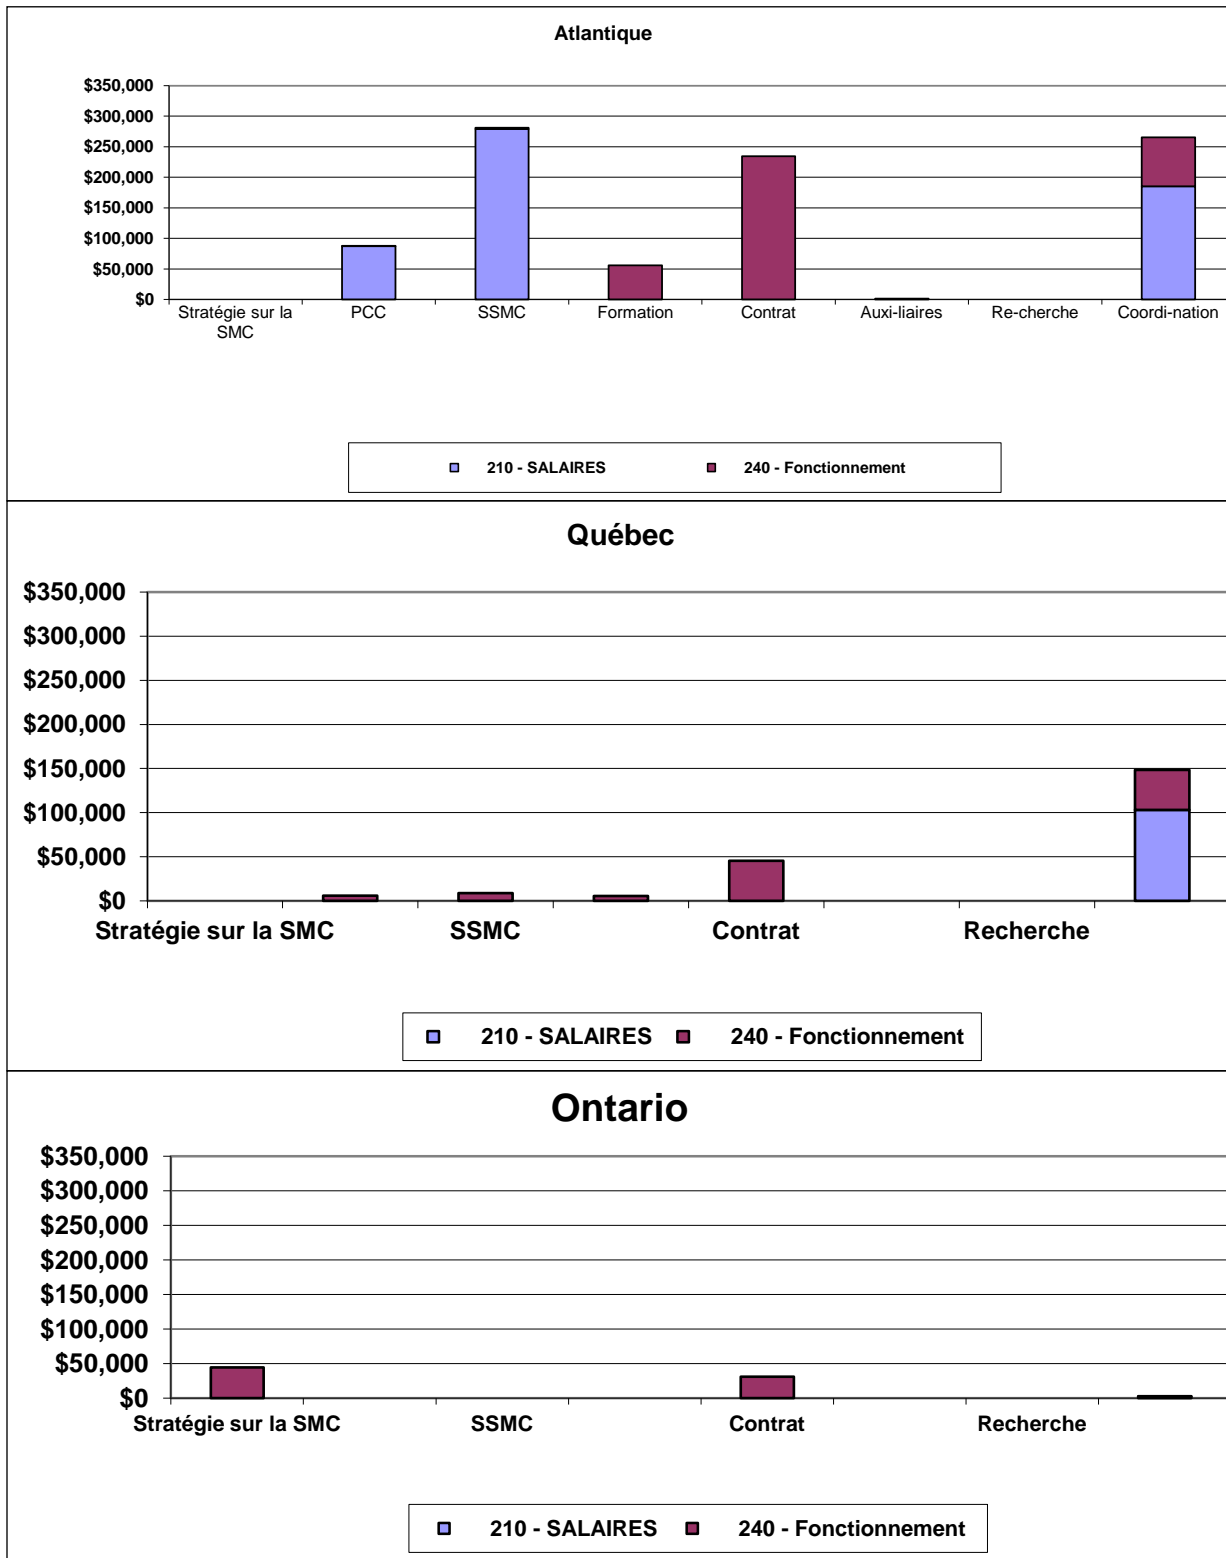 Atlantique
$350,000
$300,000
$250,000
$200,000
$150,000
$100,000
$50,000
$0
Stratégie sur la SMC PCC SSMC Formation Contrat Auxi-liaires Re-cherche Coordi-nation
210 - SALAIRES 240 - Fonctionnement
Québec
$350,000
$300,000
$250,000
$200,000
$150,000
$100,000
$50,000
$0
Stratégie sur la SMC SSMC Contrat Recherche
210 - SALAIRES 240 - Fonctionnement
Ontario
$350,000
$300,000
$250,000
$200,000
$150,000
$100,000
$50,000
$0
Stratégie sur la SMC SSMC Contrat Recherche
210 - SALAIRES 240 - Fonctionnement